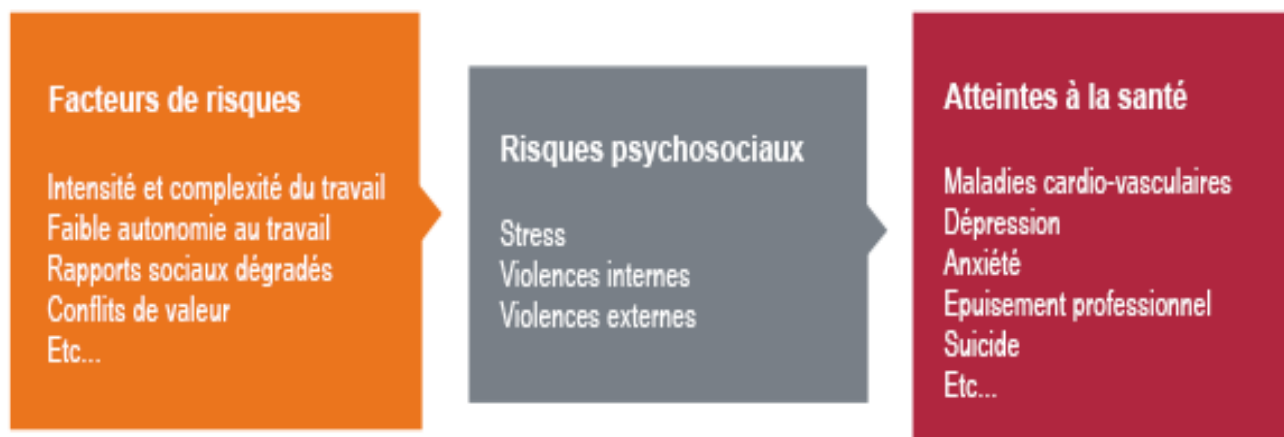 Facteurs de risques
Intensité et complexité du travail
Faible autonomie au travail
Rapports sociaux dégradés
Conflits de valeur
Etc...
Risques psychosociaux
Stress
Violences internes
Violences externes
Atteintes à la santé
Maladies cardio-vasculaires
Dépression
Anxiété
Epuisement professionnel
Suicide
Etc...